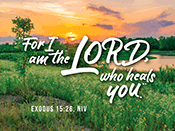 "For I
am the LORD,
who heals
you."
EXODUS 15:26, NIV